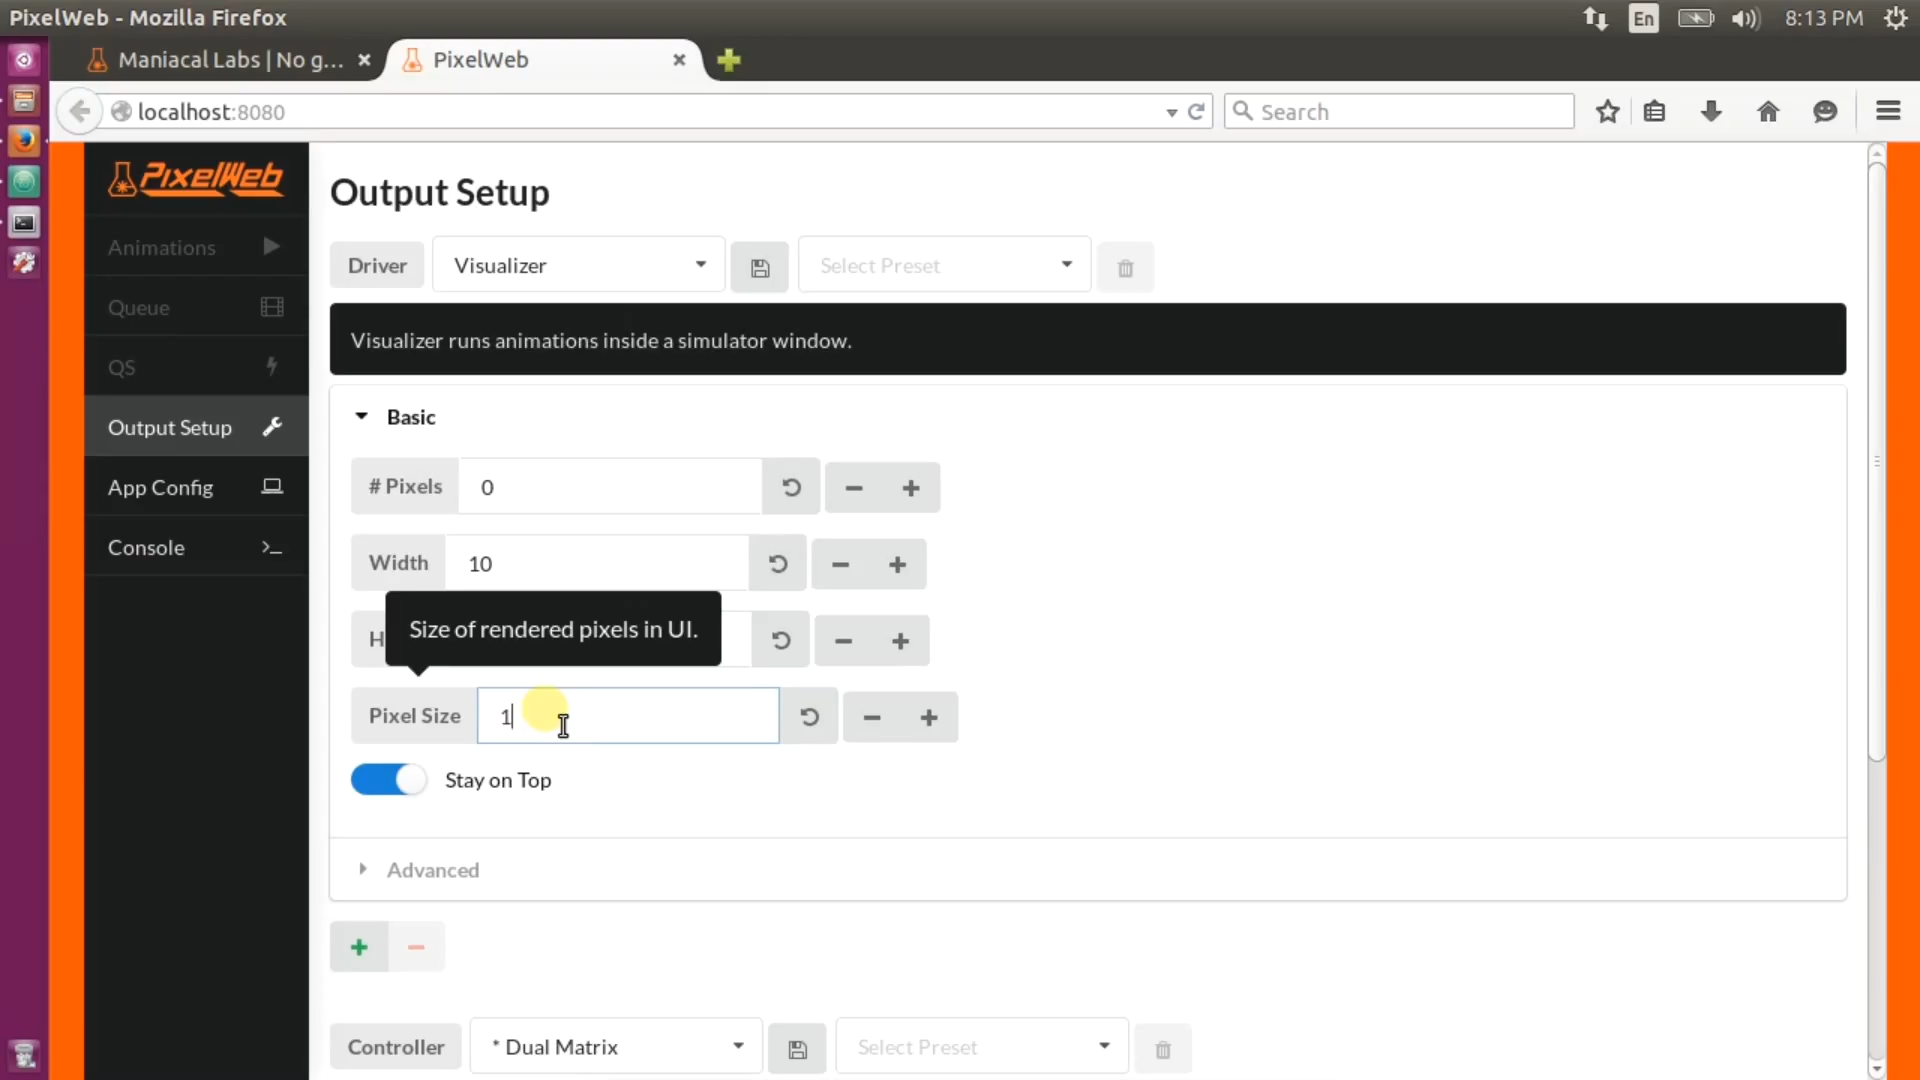 PixelWeb - Mozilla Firefox
En
8:13 PM
Maniacal Labs | No g...
PixelWeb
localhost:8080
Search
PixelWeb
Animations
Queue
QS
Output Setup
App Config
Console
Output Setup
Driver
Visualizer
Select Preset
Visualizer runs animations inside a simulator window.
Basic
# Pixels
0
Width
10
H
Size of rendered pixels in UI.
Pixel Size
1
Stay on Top
Advanced
Controller
* Dual Matrix
Select Preset